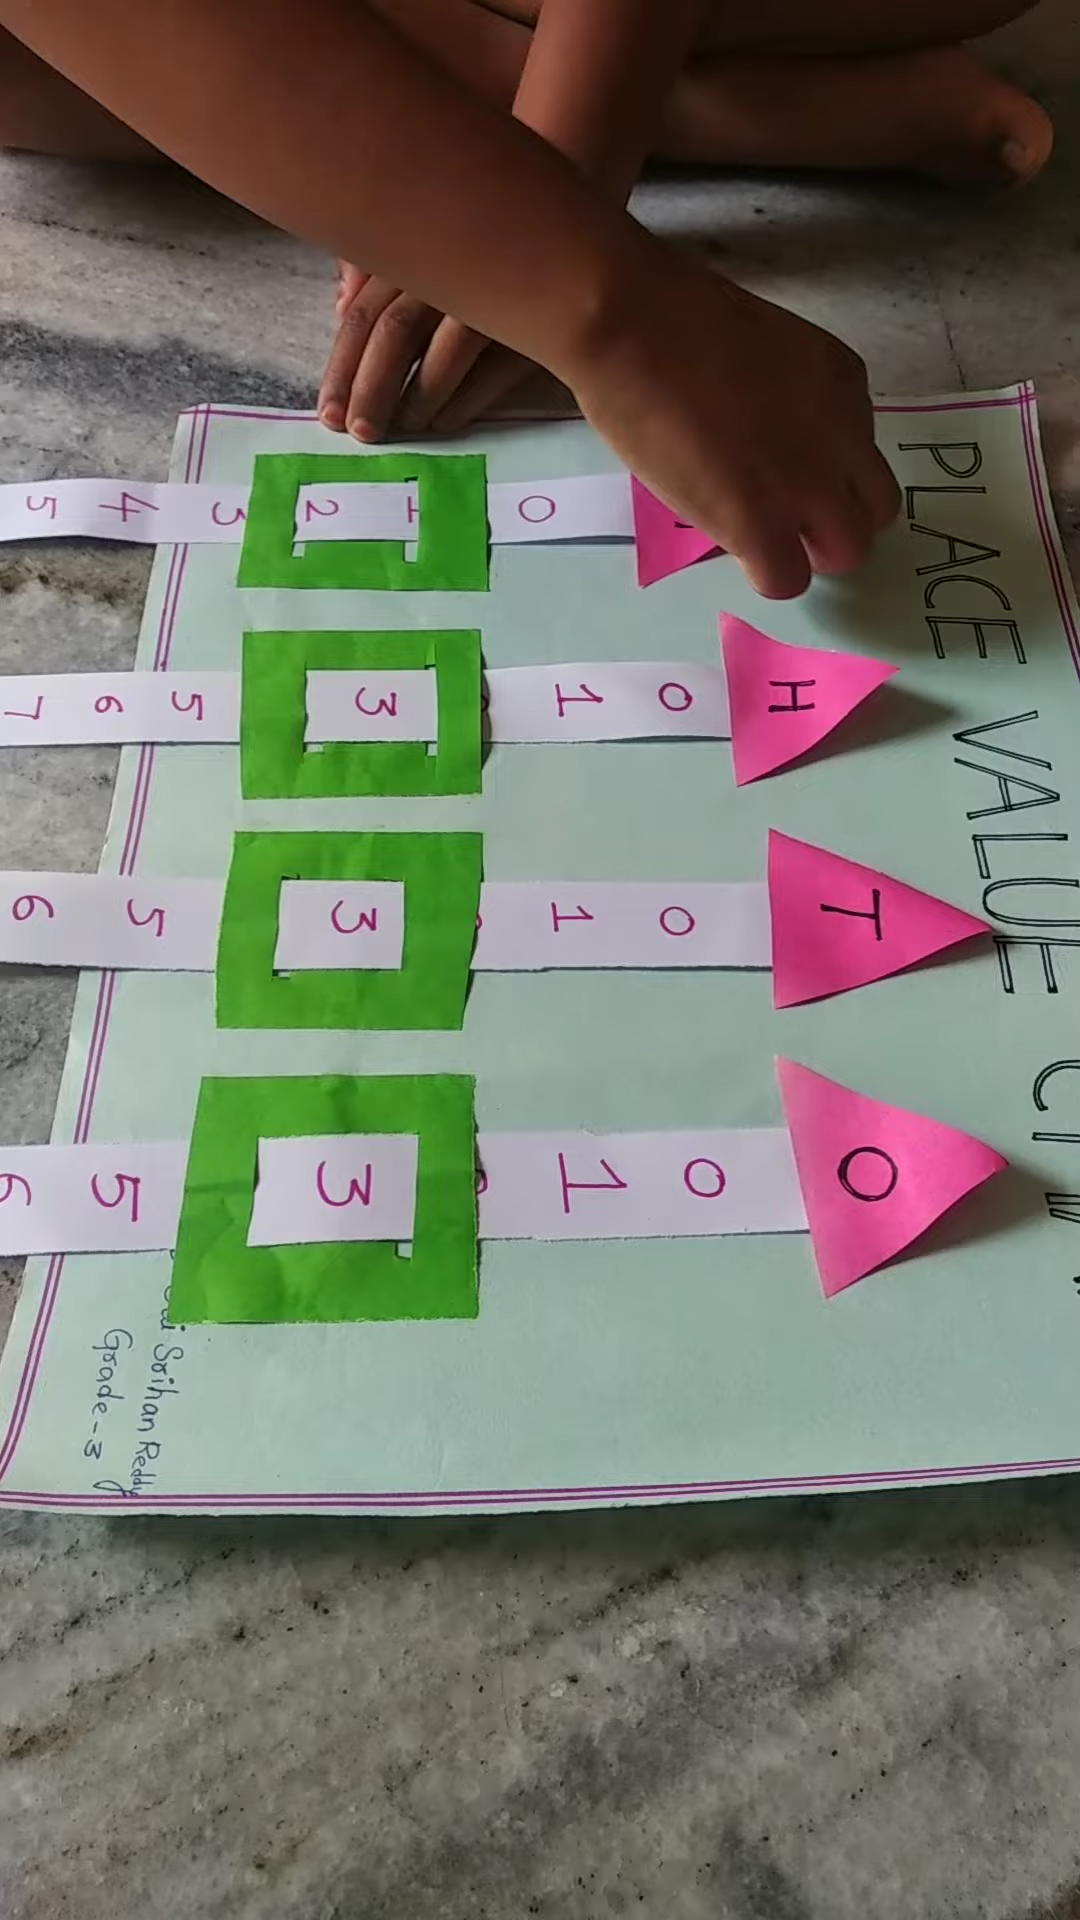 PLACE VALUE
H T O
0 0 0 0
1 1 1
2 3 3 3
3 5 5 5
4 6 6 6
5 7
Srihan Reddy
Grade-3